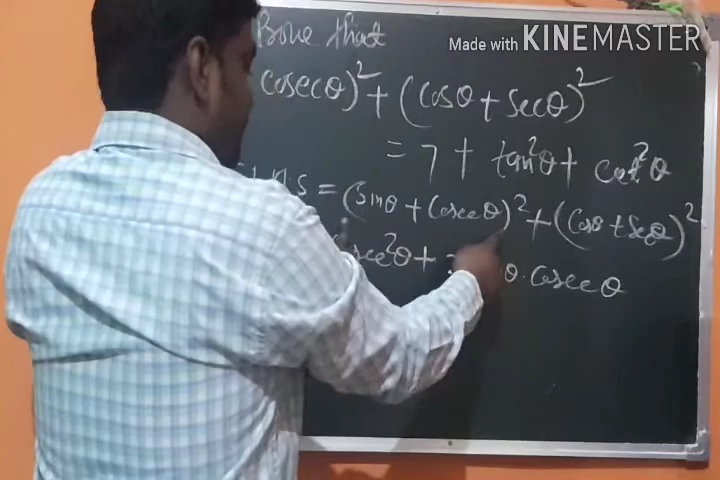 Made with KINEMASTER
Prove that
cosecθ)² + (cosθ + secθ)²
= 7 + tan²θ + cot²θ
H.S = (sinθ + cosecθ)² + (cosθ + secθ)²
sec²θ + θ. cosecθ